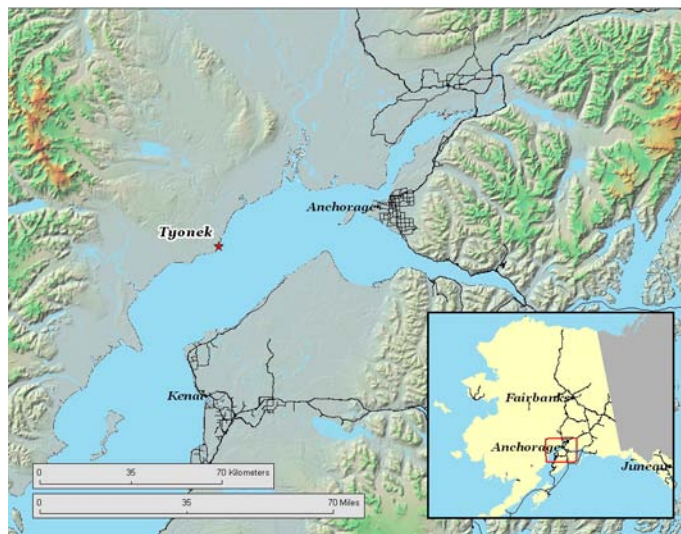 Anchorage
Tyonek
Kenai
Fairbanks
Anchorage
Juneau
0 35 70 Kilometers
0 35 70 Miles